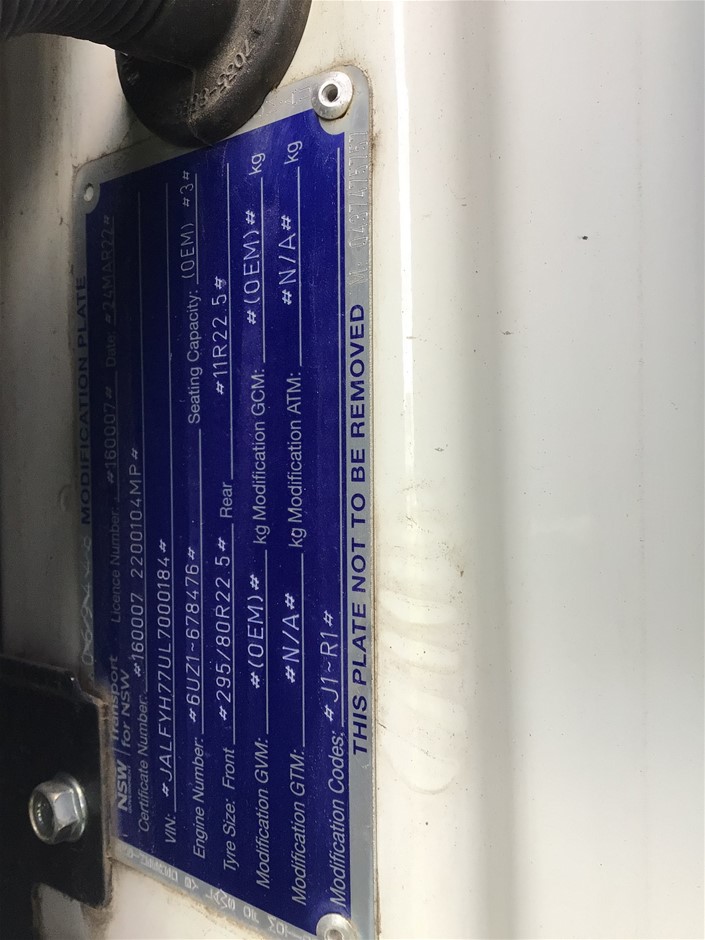 MODIFICATION PLATE
NSW GOVERNMENT Transport for NSW Licence Number: #160007# Date: #24MAR22#
Certificate Number: #160007 2200104MP#
VIN: #JALFYH77UL7000184#
Engine Number: #6UZ1~678476# Seating Capacity: (OEM) #3#
Tyre Size: Front #295/80R22.5# Rear #11R22.5#
Modification GVM: #(OEM)# kg Modification GCM: #(OEM)# kg
Modification GTM: #N/A# kg Modification ATM: #N/A# kg
Modification Codes: #J1~R1#
THIS PLATE NOT TO BE REMOVED